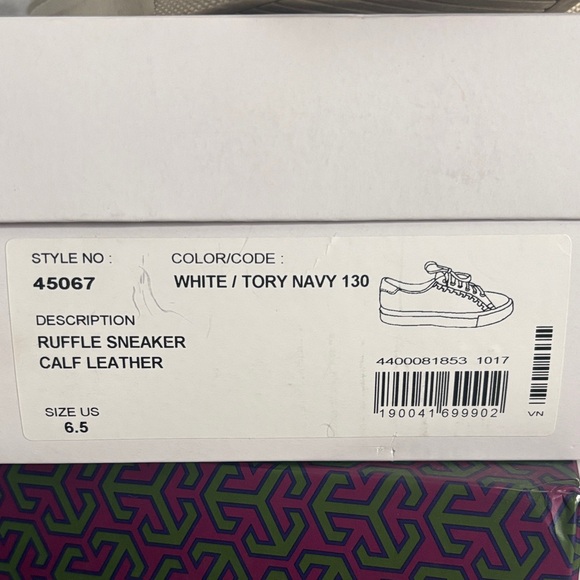 STYLE NO : COLOR/CODE :
45067 WHITE / TORY NAVY 130
DESCRIPTION
RUFFLE SNEAKER
CALF LEATHER
4400081853 1017
190041 699902
VN
SIZE US
6.5